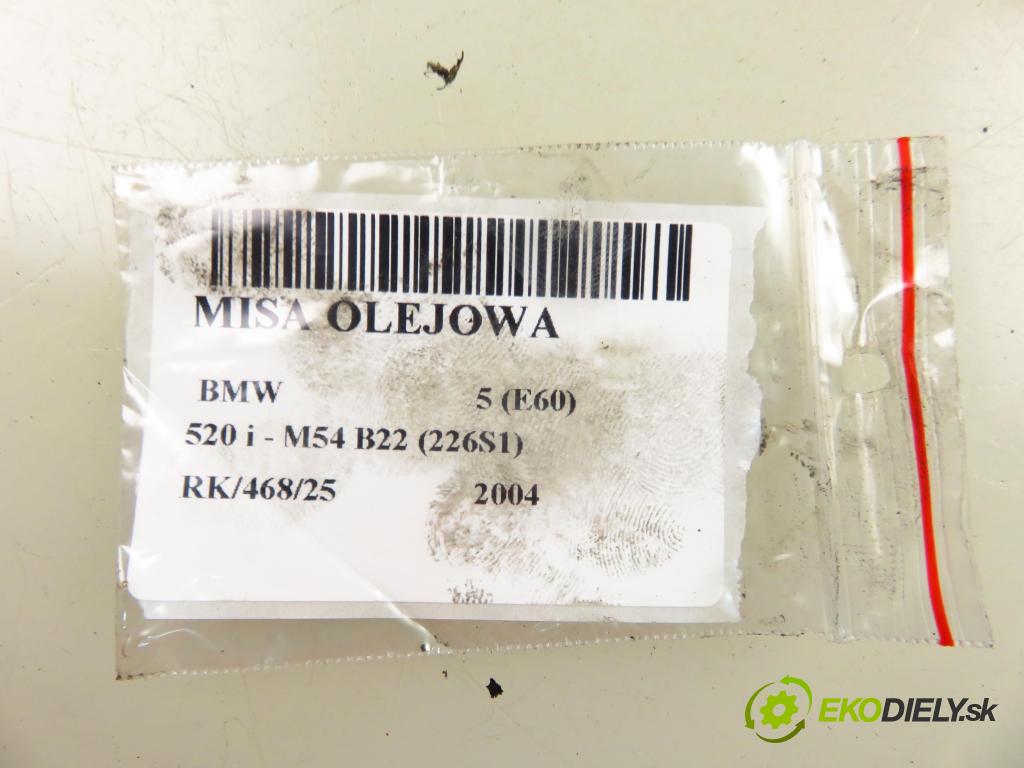 MISA OLEJOWA
BMW 5 (E60)
520 i - M54 B22 (226S1)
RK/468/25 2004
EKODIELY.sk